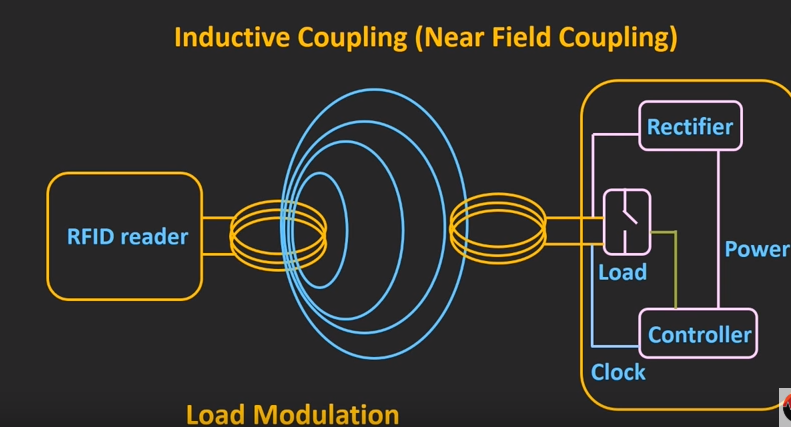 Inductive Coupling (Near Field Coupling)
Rectifier
RFID reader
Power
Load
Controller
Clock
Load Modulation